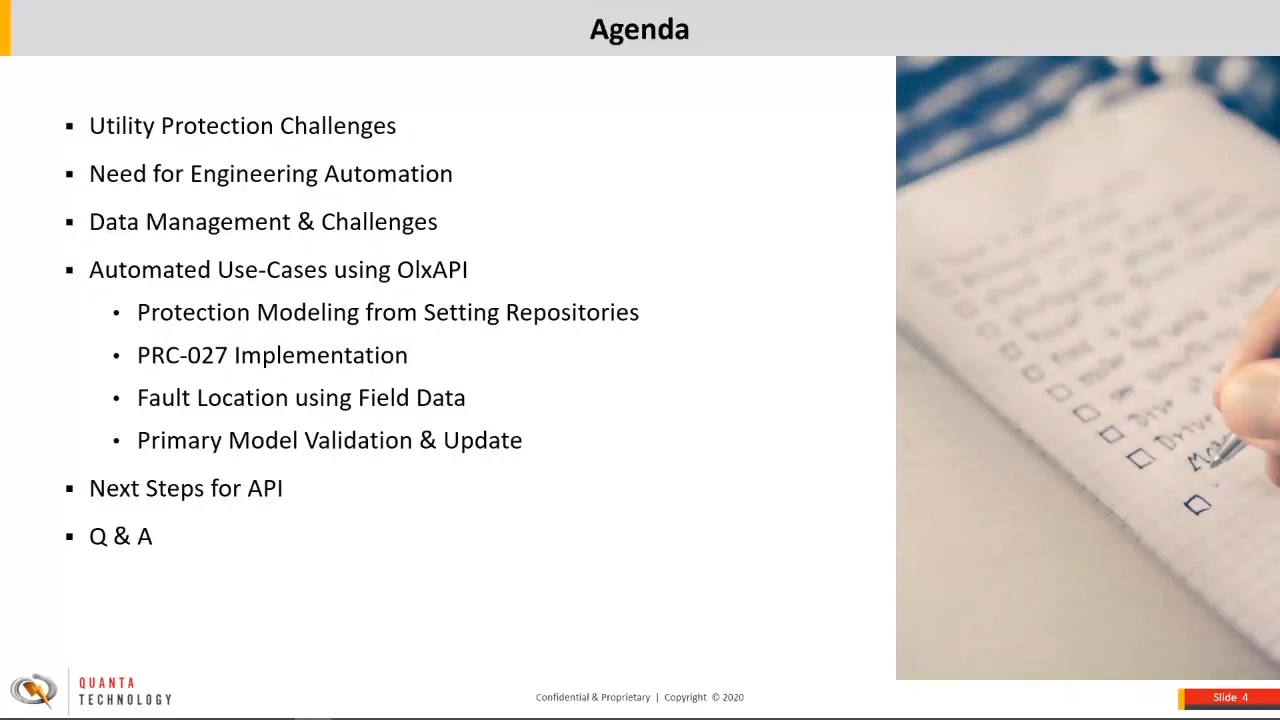 Agenda
▪ Utility Protection Challenges
▪ Need for Engineering Automation
▪ Data Management & Challenges
▪ Automated Use-Cases using OlxAPI
• Protection Modeling from Setting Repositories
• PRC-027 Implementation
• Fault Location using Field Data
• Primary Model Validation & Update
▪ Next Steps for API
▪ Q & A
QUANTA
TECHNOLOGY
Confidential & Proprietary | Copyright © 2020
Slide 4